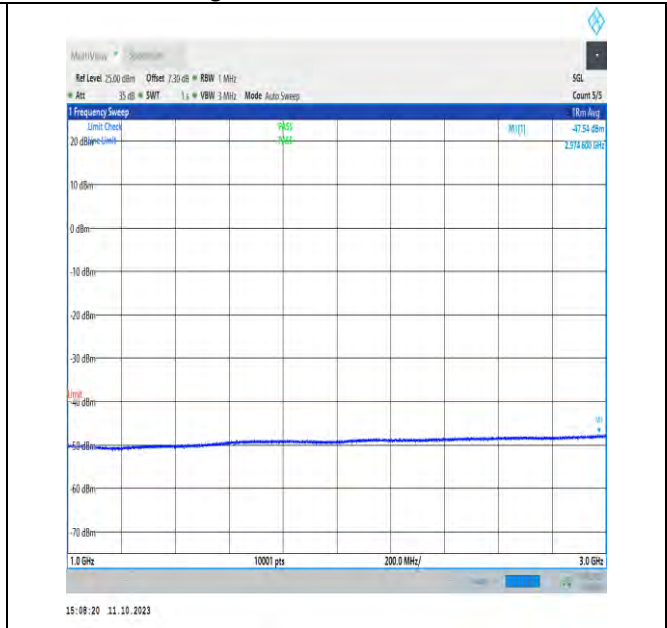 MultiView Spectrum
Ref Level 25.00 dBm Offset 7.30 dB RBW 1 MHz SGL
Att 35 dB SWT 1 s VBW 3 MHz Mode Auto Sweep Count 5/5
1 Frequency Sweep 1Rm Avg
Limit Check PASS M1[1] -47.54 dBm
20 dBm Line Limit PASS 2.974 600 GHz
10 dBm
0 dBm
-10 dBm
-20 dBm
-30 dBm
Limit
-40 dBm
M1
-50 dBm
-60 dBm
-70 dBm
1.0 GHz 10001 pts 200.0 MHz/ 3.0 GHz
15:08:20 11.10.2023